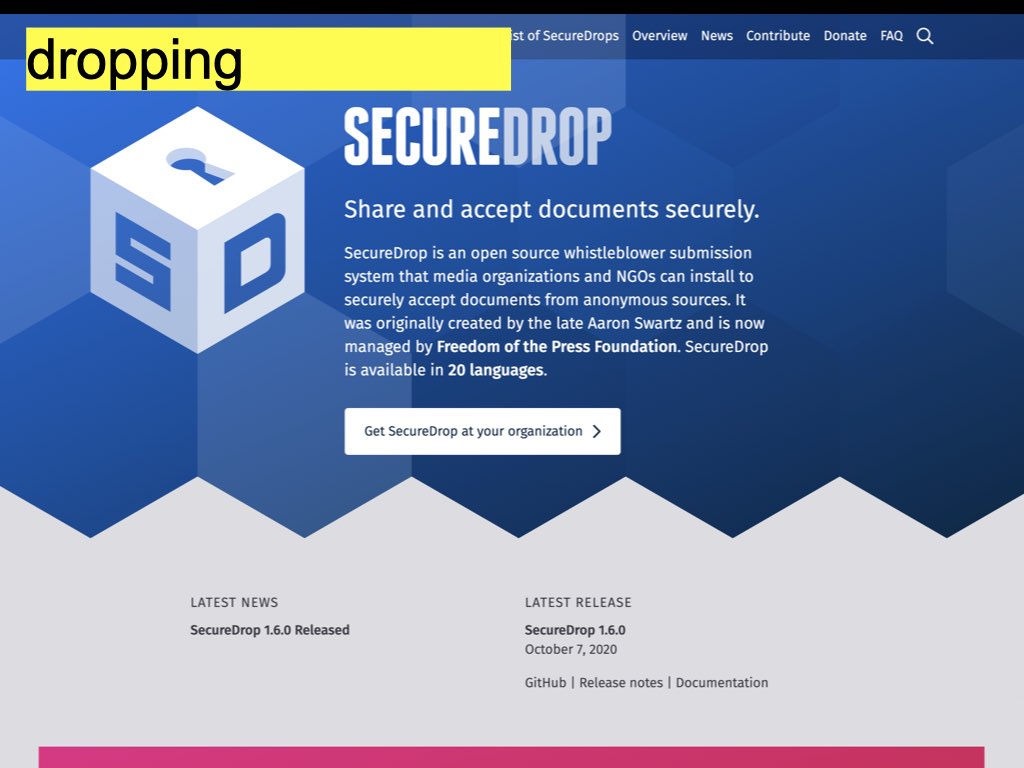 dropping
ist of SecureDrops Overview News Contribute Donate FAQ
SECUREDROP
SD
Share and accept documents securely.
SecureDrop is an open source whistleblower submission
system that media organizations and NGOs can install to
securely accept documents from anonymous sources. It
was originally created by the late Aaron Swartz and is now
managed by Freedom of the Press Foundation. SecureDrop
is available in 20 languages.
Get SecureDrop at your organization
LATEST NEWS
SecureDrop 1.6.0 Released
LATEST RELEASE
SecureDrop 1.6.0
October 7, 2020
GitHub | Release notes | Documentation